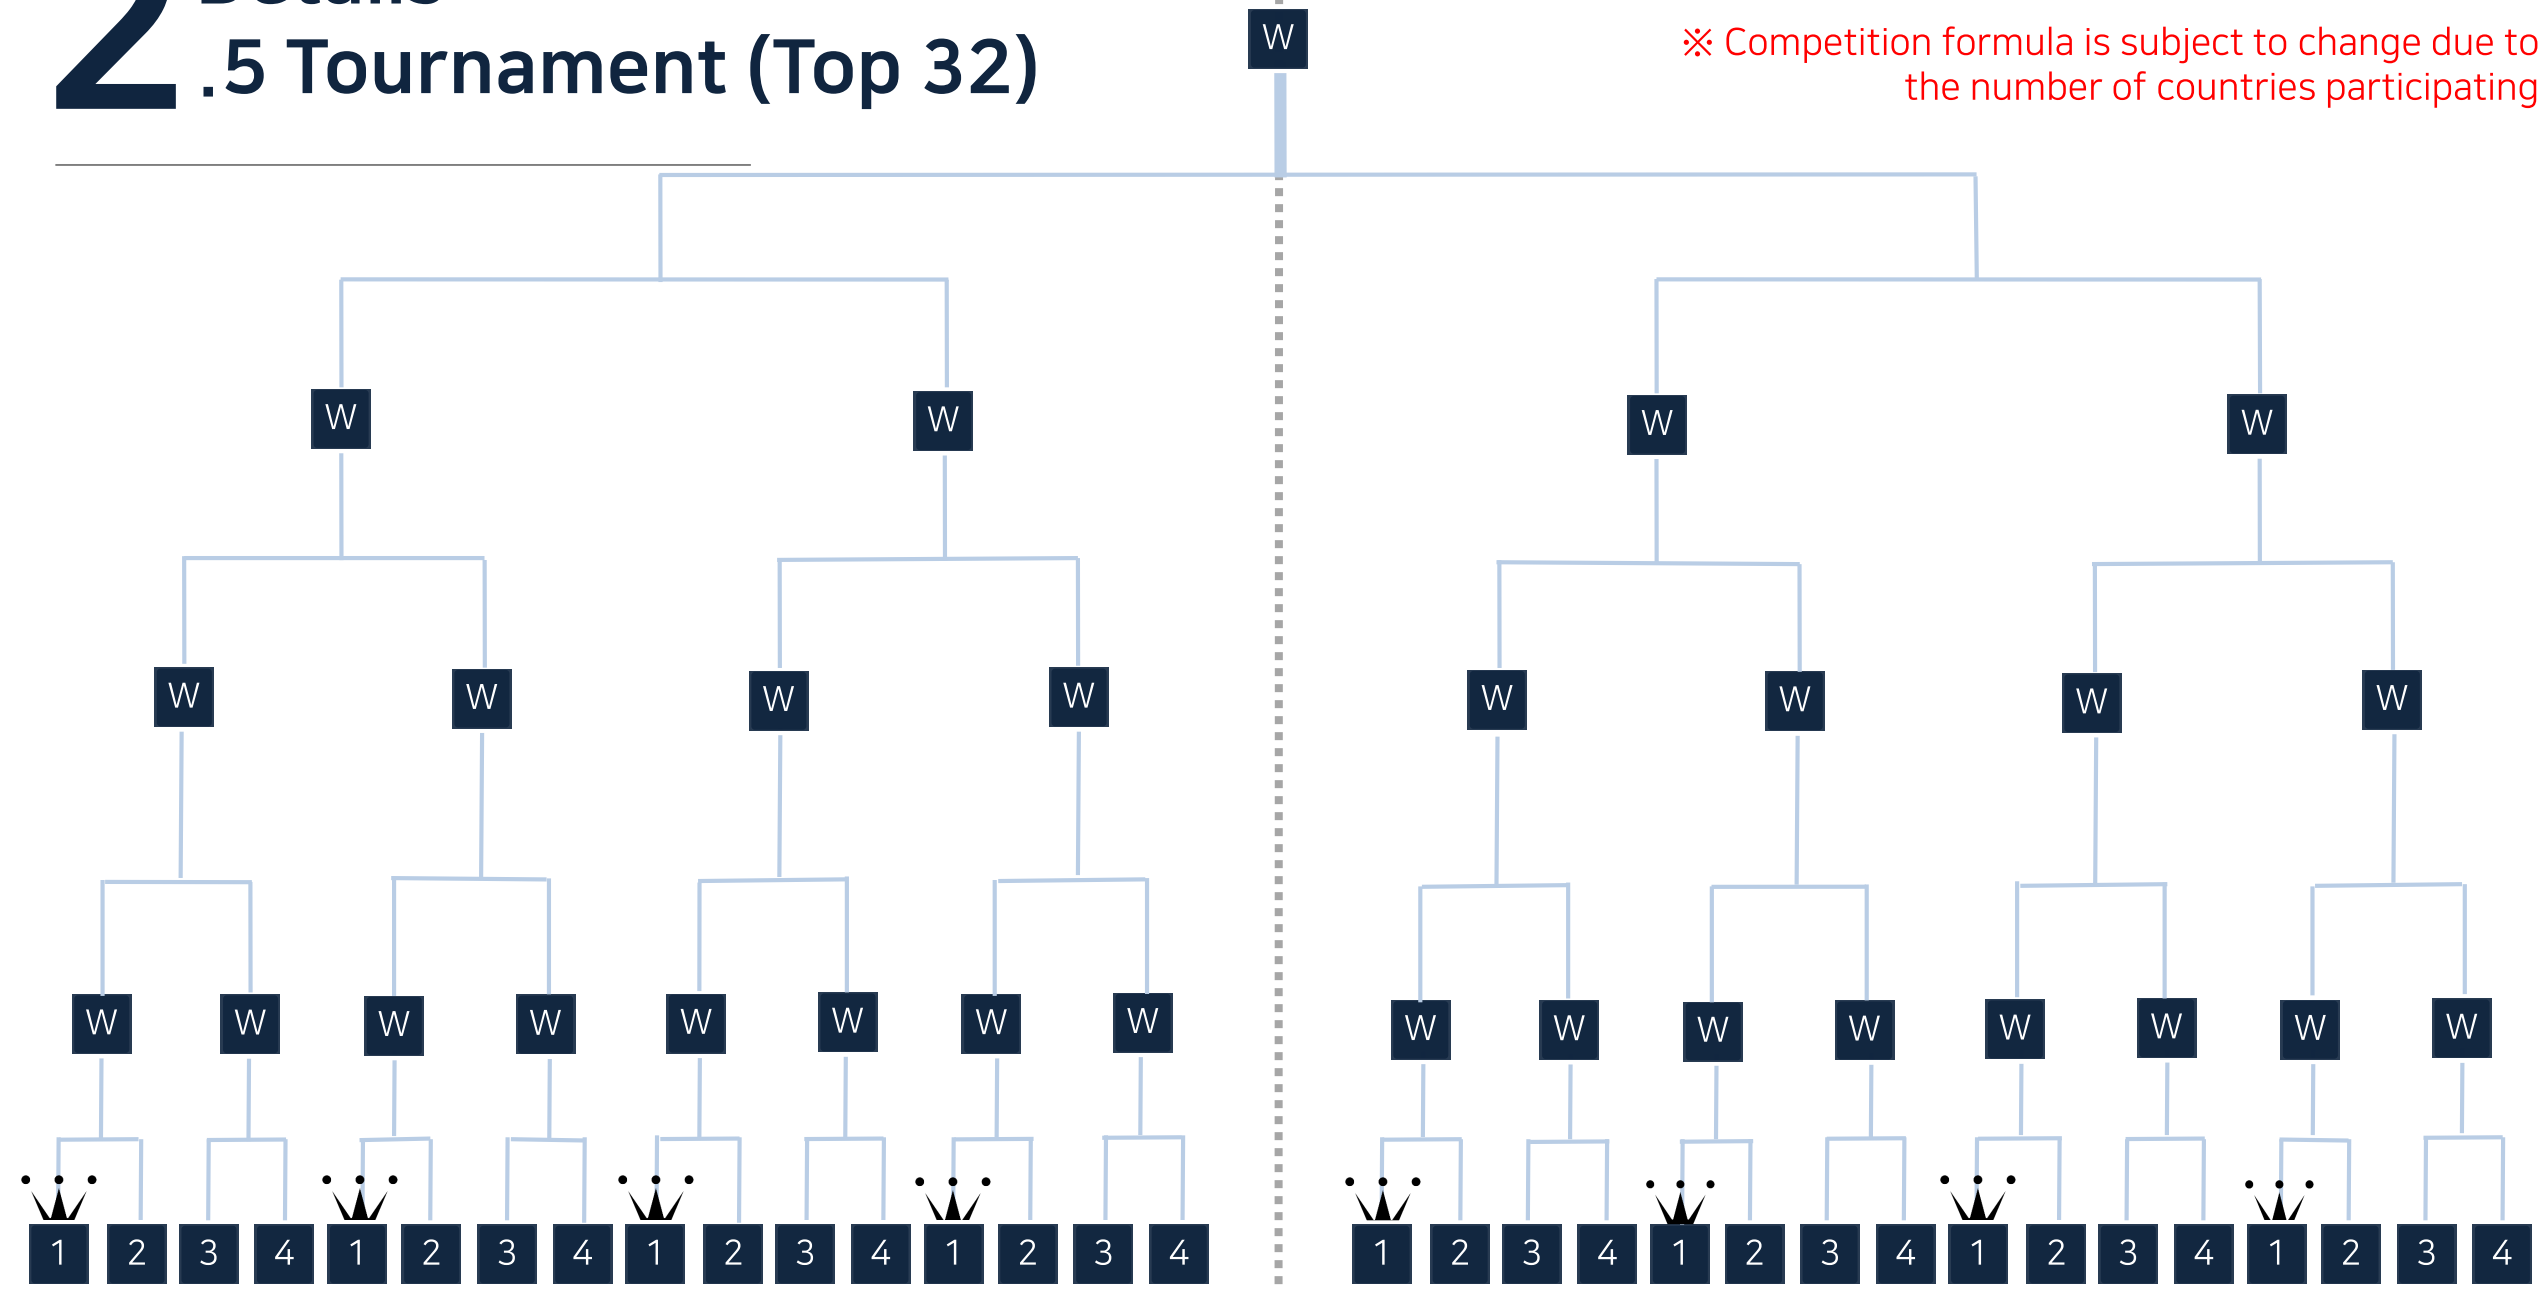 2 Details
.5 Tournament (Top 32)
W
※ Competition formula is subject to change due to
the number of countries participating
W W W W
W W W W W W W W
W W W W W W W W W W W W W W W W
1 2 3 4 1 2 3 4 1 2 3 4 1 2 3 4 1 2 3 4 1 2 3 4 1 2 3 4 1 2 3 4